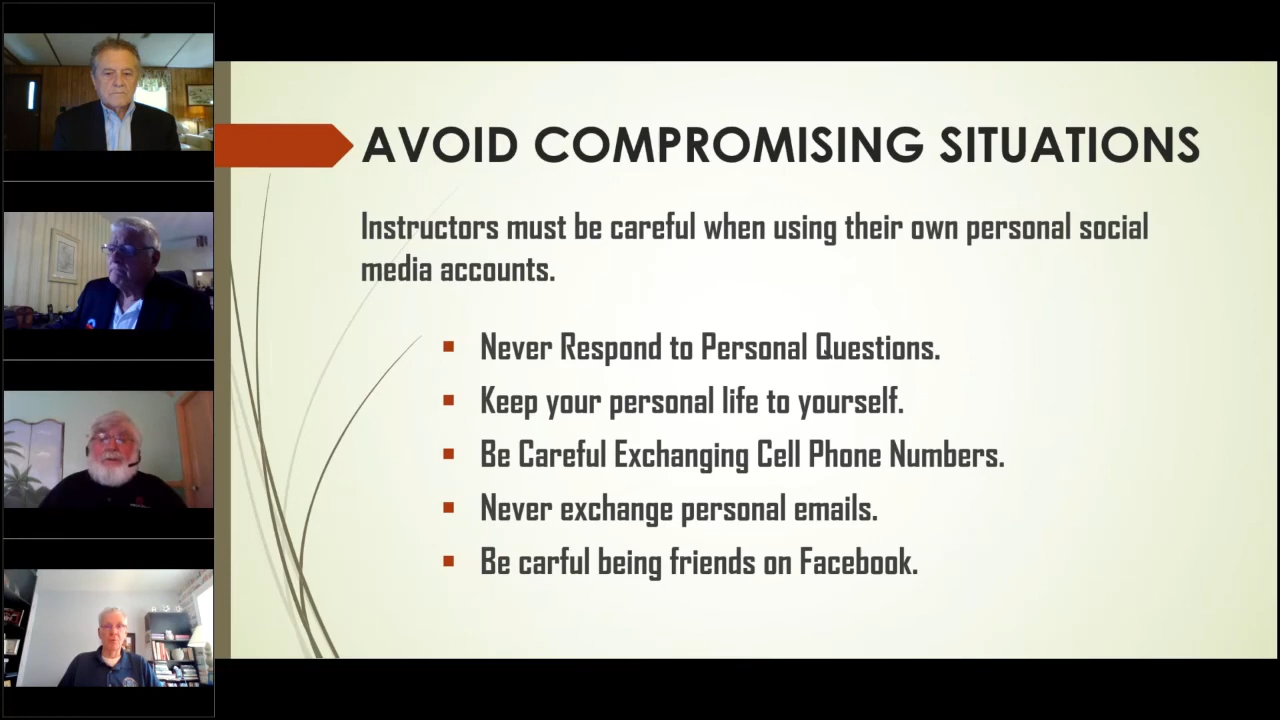 AVOID COMPROMISING SITUATIONS
Instructors must be careful when using their own personal social
media accounts.
Never Respond to Personal Questions.
Keep your personal life to yourself.
Be Careful Exchanging Cell Phone Numbers.
Never exchange personal emails.
Be carful being friends on Facebook.